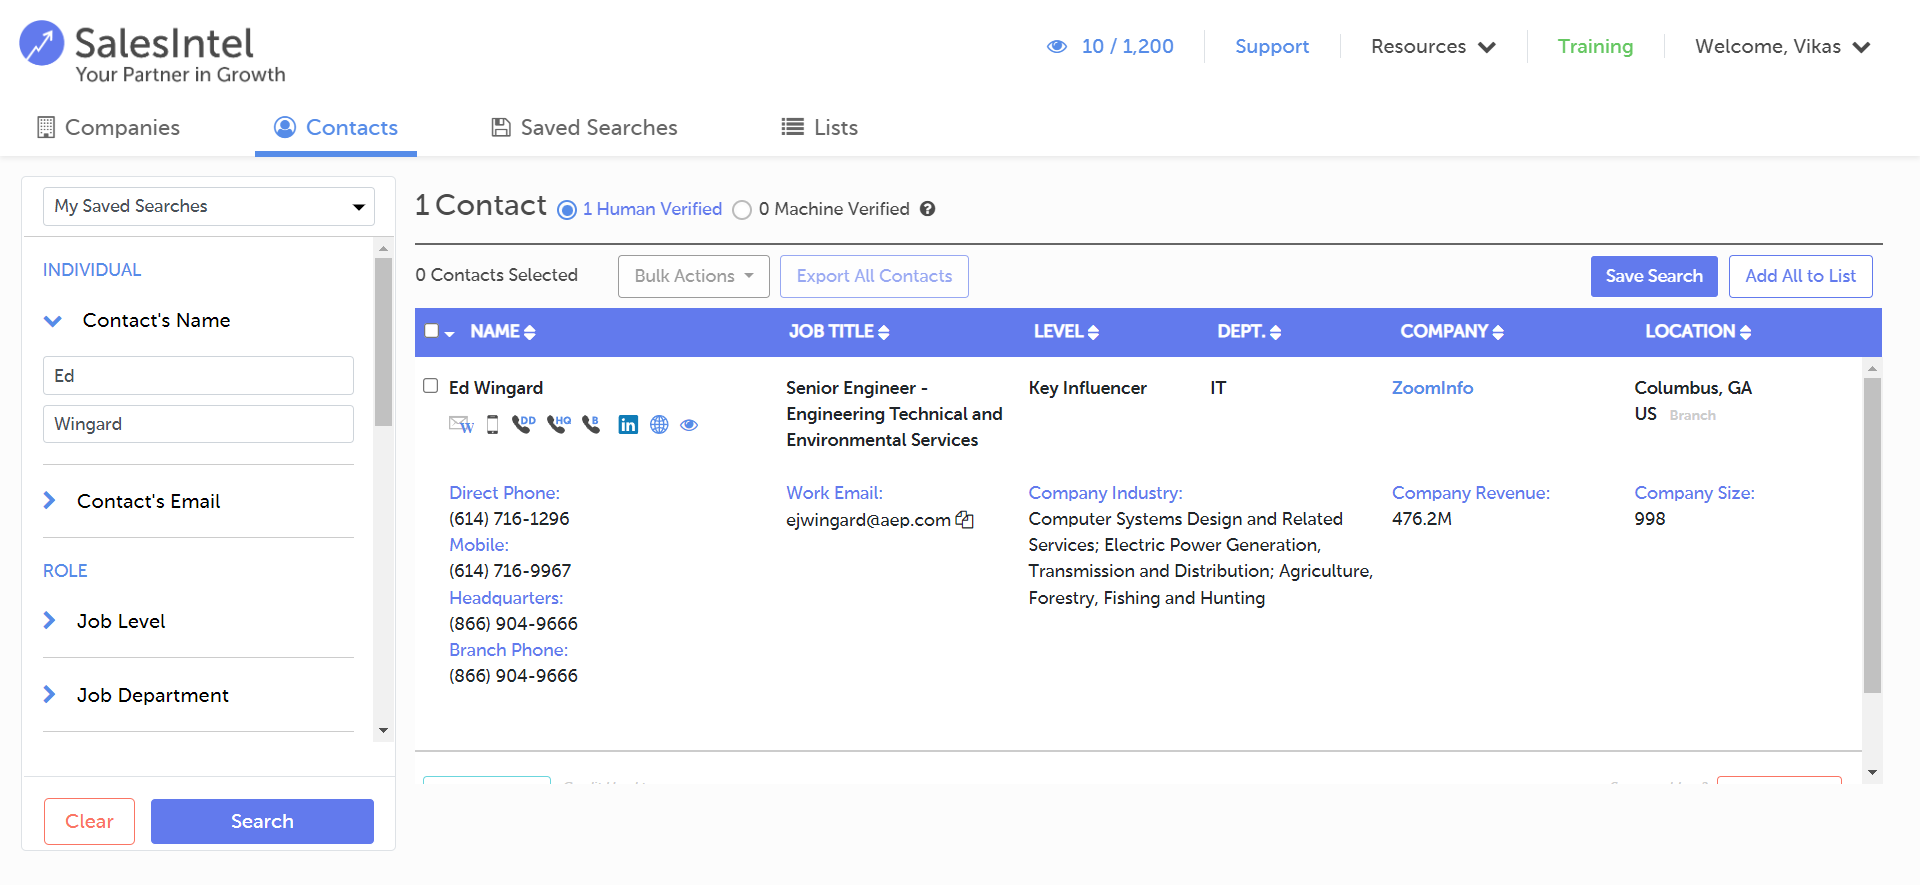 SalesIntel
Your Partner in Growth
10 / 1,200
Support
Resources
Training
Welcome, Vikas
Companies
Contacts
Saved Searches
Lists
My Saved Searches
INDIVIDUAL
Contact's Name
Ed
Wingard
Contact's Email
ROLE
Job Level
Job Department
Clear
Search
1 Contact
1 Human Verified
0 Machine Verified
0 Contacts Selected
Bulk Actions
Export All Contacts
Save Search
Add All to List
NAME
JOB TITLE
LEVEL
DEPT.
COMPANY
LOCATION
Ed Wingard
W
DD
HQ
B
in
Senior Engineer -
Engineering Technical and
Environmental Services
Key Influencer
IT
ZoomInfo
Columbus, GA
US Branch
Direct Phone:
(614) 716-1296
Mobile:
(614) 716-9967
Headquarters:
(866) 904-9666
Branch Phone:
(866) 904-9666
Work Email:
ejwingard@aep.com
Company Industry:
Computer Systems Design and Related
Services; Electric Power Generation,
Transmission and Distribution; Agriculture,
Forestry, Fishing and Hunting
Company Revenue:
476.2M
Company Size:
998